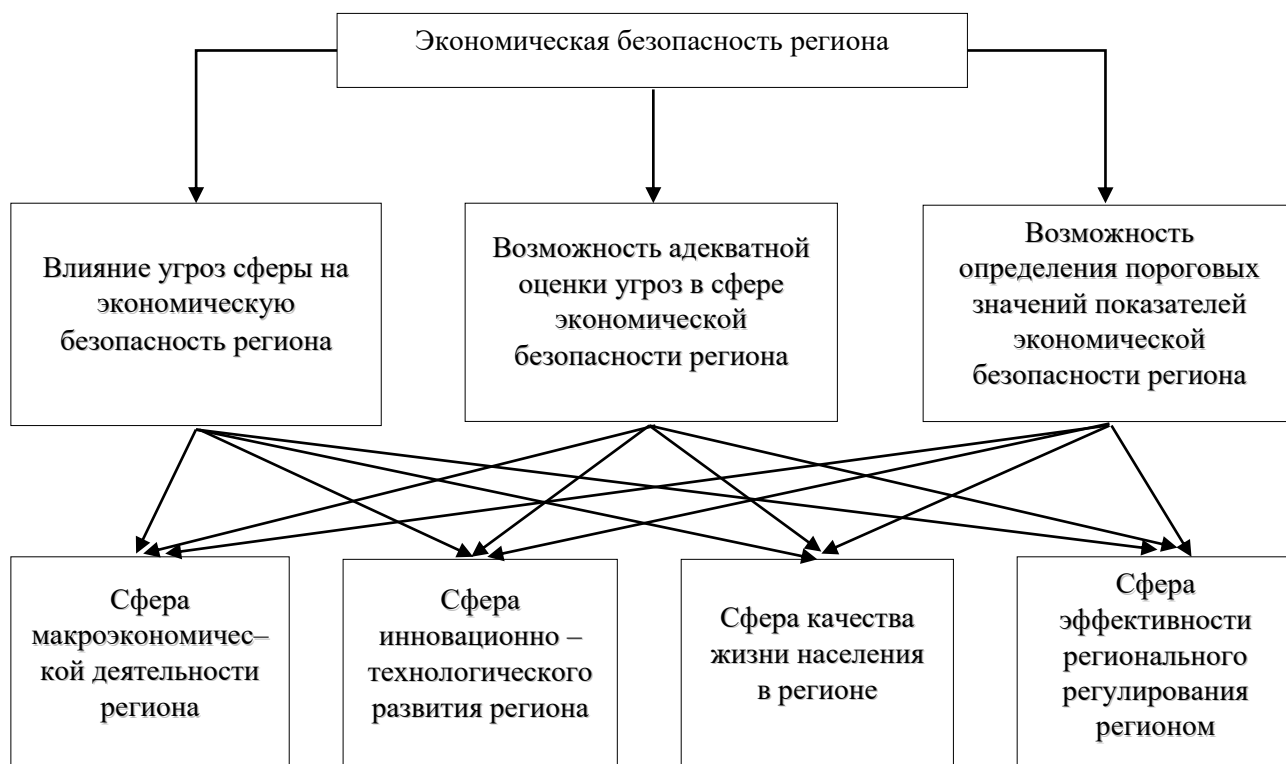 Экономическая безопасность региона
Влияние угроз сферы на
экономическую
безопасность региона
Возможность адекватной
оценки угроз в сфере
экономической
безопасности региона
Возможность
определения пороговых
значений показателей
экономической
безопасности региона
Сфера
макроэкономичес–
кой деятельности
региона
Сфера
инновационно –
технологического
развития региона
Сфера качества
жизни населения
в регионе
Сфера
эффективности
регионального
регулирования
регионом